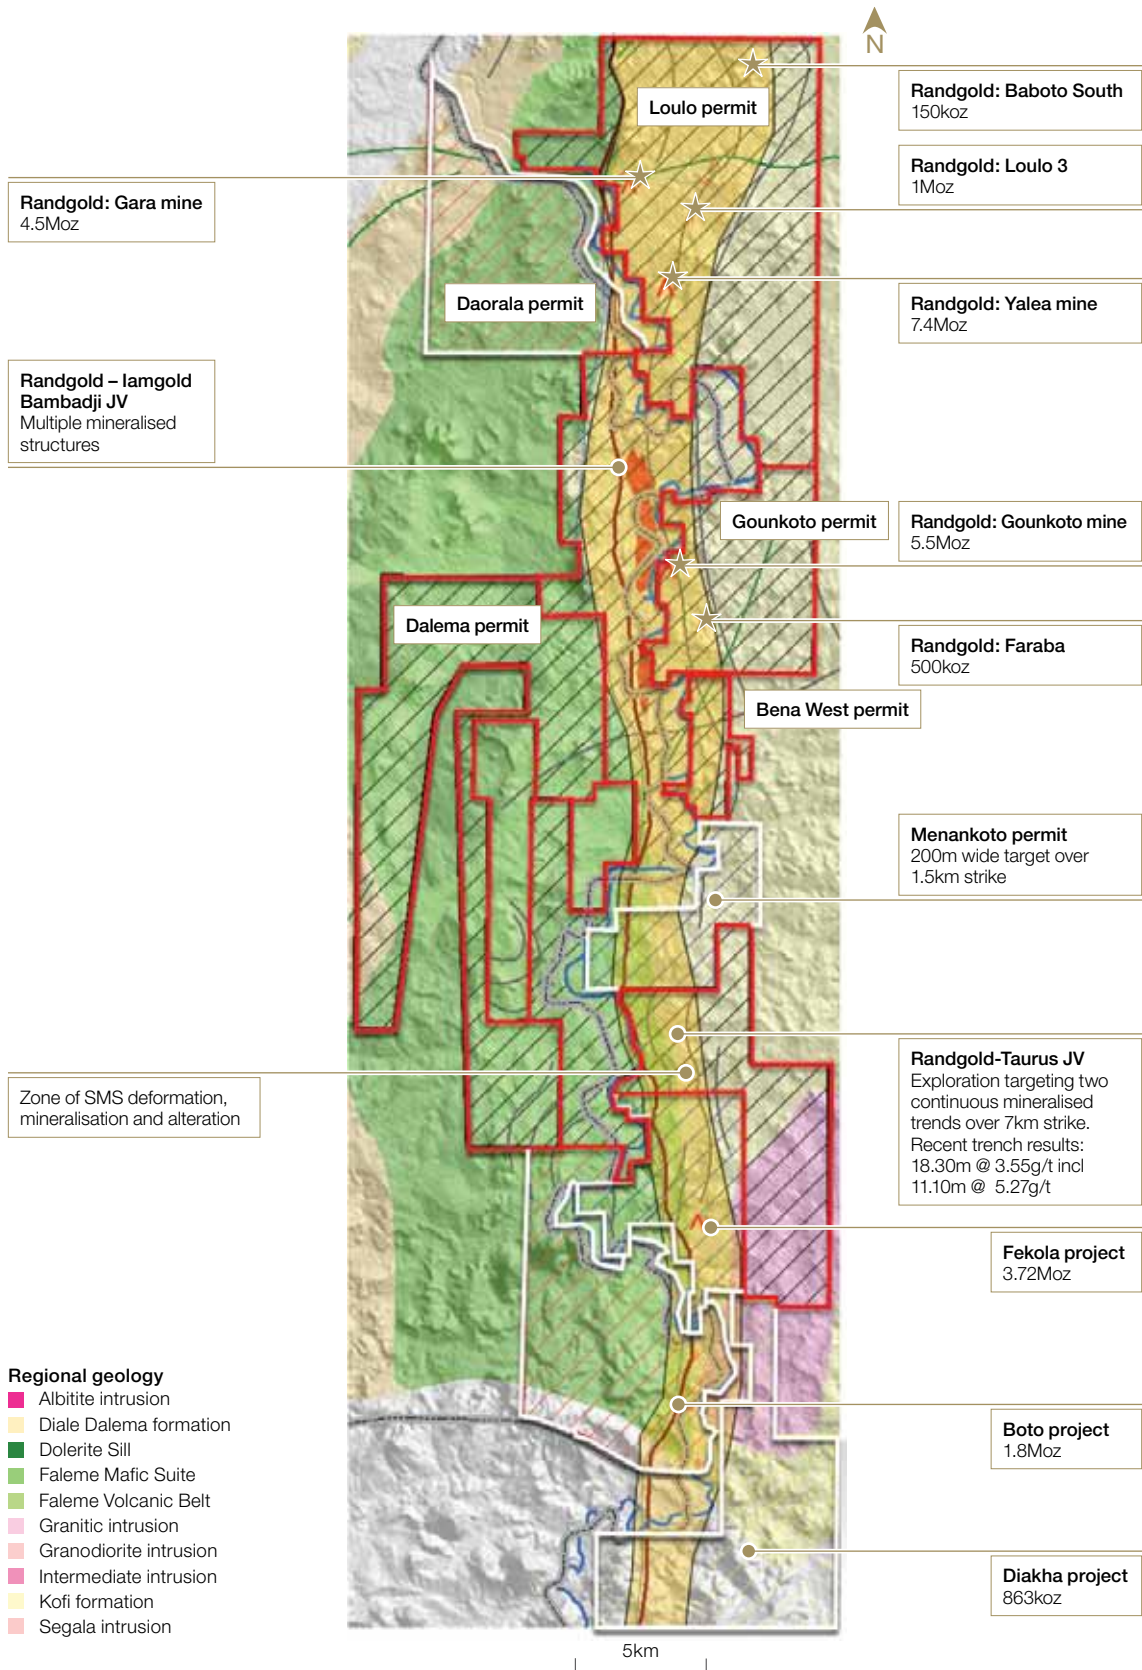 N
Loulo permit
Randgold: Baboto South
150koz
Randgold: Loulo 3
1Moz
Randgold: Gara mine
4.5Moz
Daorala permit
Randgold: Yalea mine
7.4Moz
Randgold – Iamgold
Bambadji JV
Multiple mineralised
structures
Gounkoto permit
Randgold: Gounkoto mine
5.5Moz
Dalema permit
Randgold: Faraba
500koz
Bena West permit
Menankoto permit
200m wide target over
1.5km strike
Randgold-Taurus JV
Exploration targeting two
continuous mineralised
trends over 7km strike.
Recent trench results:
18.30m @ 3.55g/t incl
11.10m @ 5.27g/t
Zone of SMS deformation,
mineralisation and alteration
Fekola project
3.72Moz
Boto project
1.8Moz
Diakha project
863koz
Regional geology
Albitite intrusion
Diale Dalema formation
Dolerite Sill
Faleme Mafic Suite
Faleme Volcanic Belt
Granitic intrusion
Granodiorite intrusion
Intermediate intrusion
Kofi formation
Segala intrusion
5km